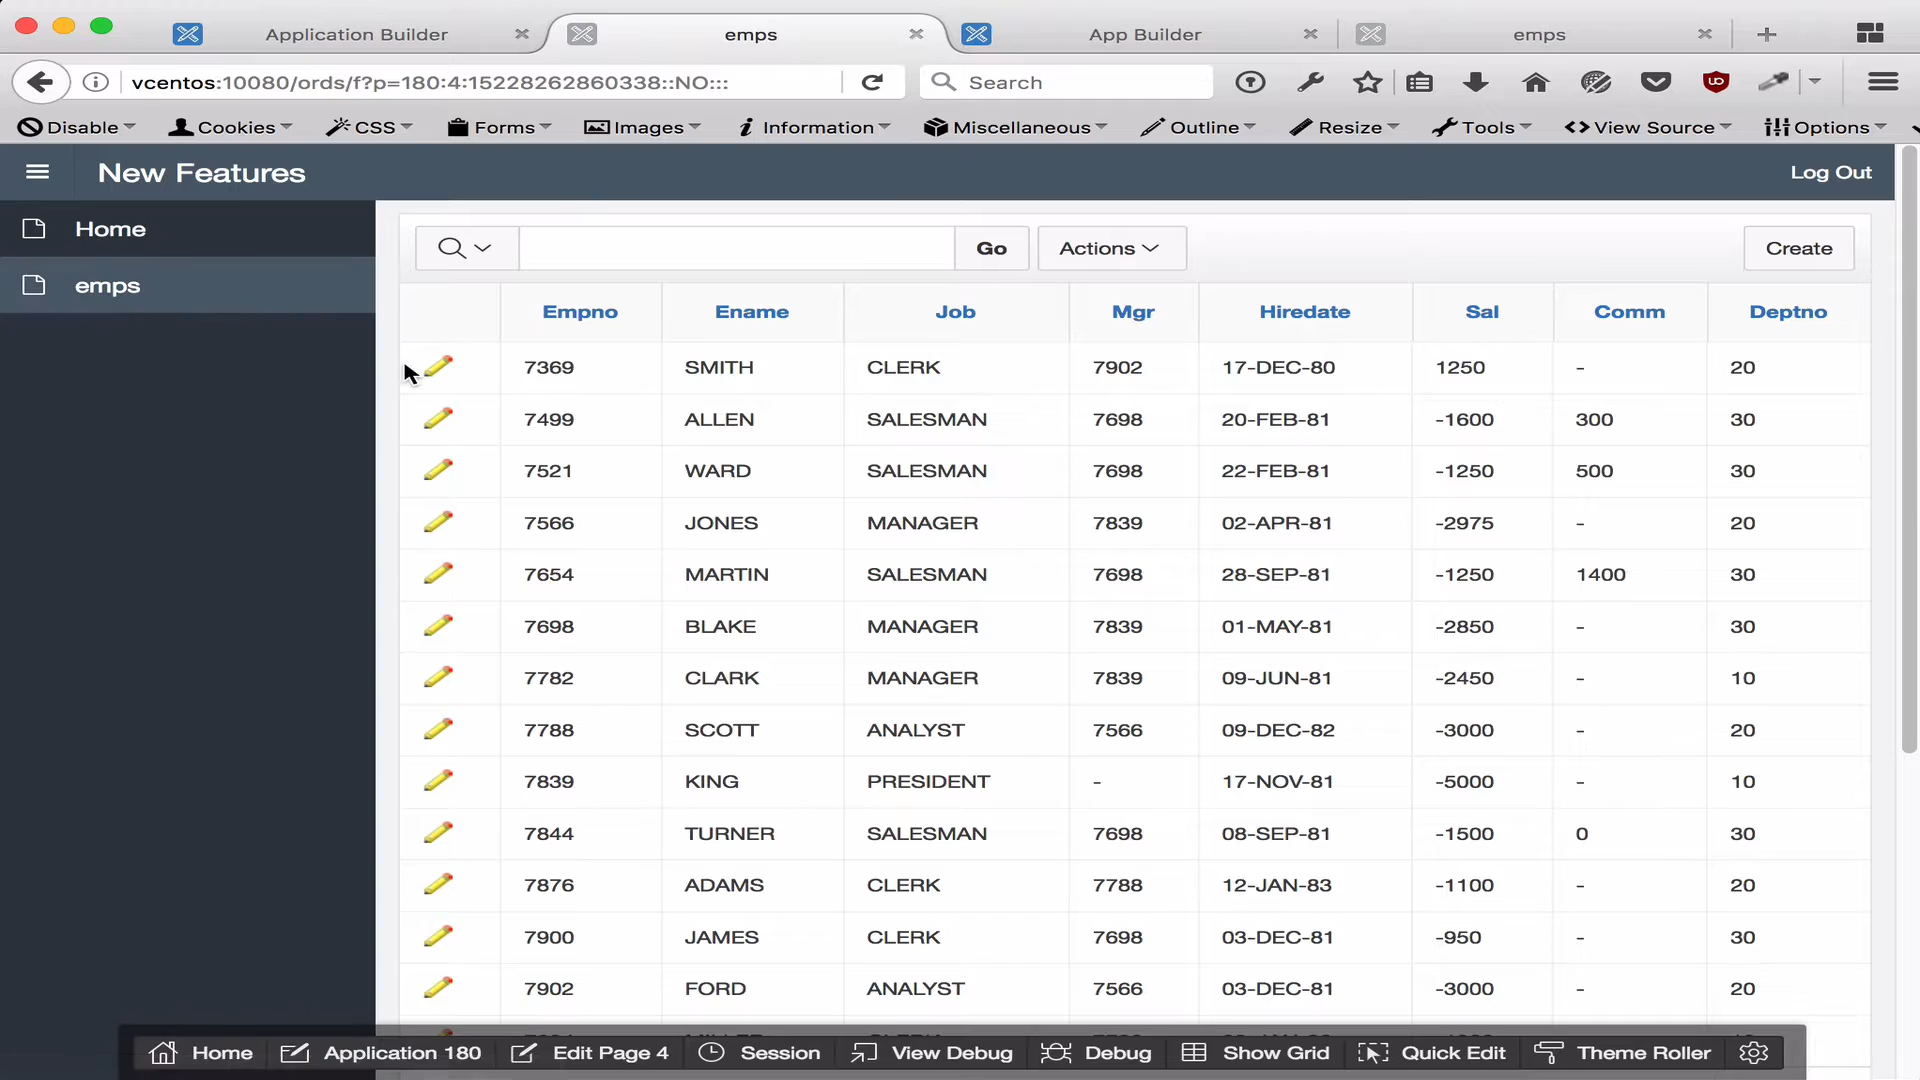 Application Builder emps App Builder emps
vcentos:10080/ords/f?p=180:4:15228262860338::NO::: Search
Disable Cookies CSS Forms Images Information Miscellaneous Outline Resize Tools View Source Options
New Features Log Out
Home
emps
Go Actions Create
Empno Ename Job Mgr Hiredate Sal Comm Deptno
7369 SMITH CLERK 7902 17-DEC-80 1250 - 20
7499 ALLEN SALESMAN 7698 20-FEB-81 -1600 300 30
7521 WARD SALESMAN 7698 22-FEB-81 -1250 500 30
7566 JONES MANAGER 7839 02-APR-81 -2975 - 20
7654 MARTIN SALESMAN 7698 28-SEP-81 -1250 1400 30
7698 BLAKE MANAGER 7839 01-MAY-81 -2850 - 30
7782 CLARK MANAGER 7839 09-JUN-81 -2450 - 10
7788 SCOTT ANALYST 7566 09-DEC-82 -3000 - 20
7839 KING PRESIDENT - 17-NOV-81 -5000 - 10
7844 TURNER SALESMAN 7698 08-SEP-81 -1500 0 30
7876 ADAMS CLERK 7788 12-JAN-83 -1100 - 20
7900 JAMES CLERK 7698 03-DEC-81 -950 - 30
7902 FORD ANALYST 7566 03-DEC-81 -3000 - 20
Home Application 180 Edit Page 4 Session View Debug Debug Show Grid Quick Edit Theme Roller